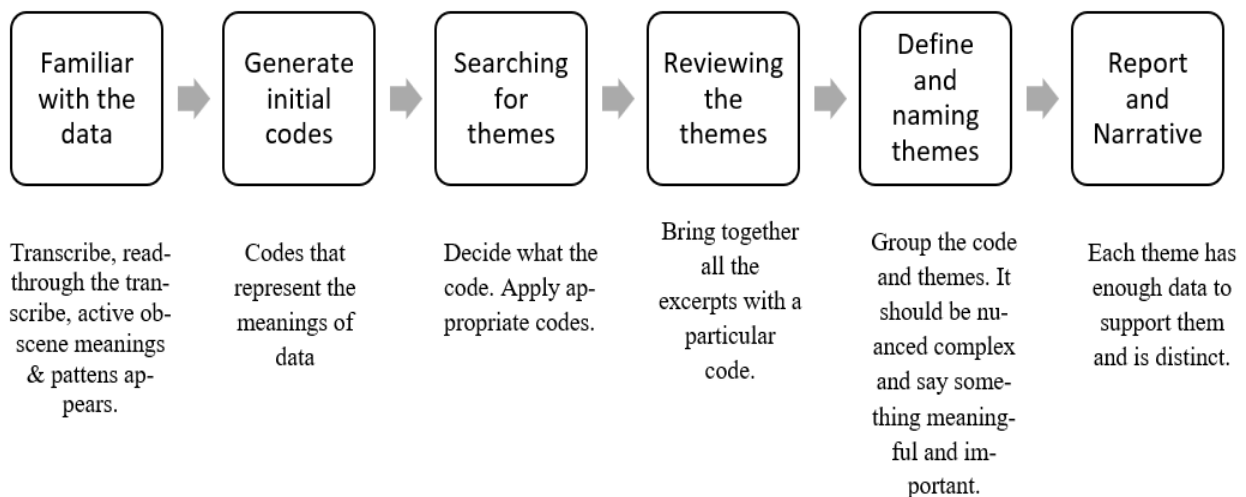 Familiar
with the
data
Generate
initial
codes
Searching
for
themes
Reviewing
the
themes
Define
and
naming
themes
Report
and
Narrative
Transcribe, read-
through the tran-
scribe, active ob-
scene meanings
& pattens ap-
pears.
Codes that
represent the
meanings of
data
Decide what the
code. Apply ap-
propriate codes.
Bring together
all the
excerpts with a
particular
code.
Group the code
and themes. It
should be nu-
anced complex
and say some-
thing meaning-
ful and im-
portant.
Each theme has
enough data to
support them
and is distinct.